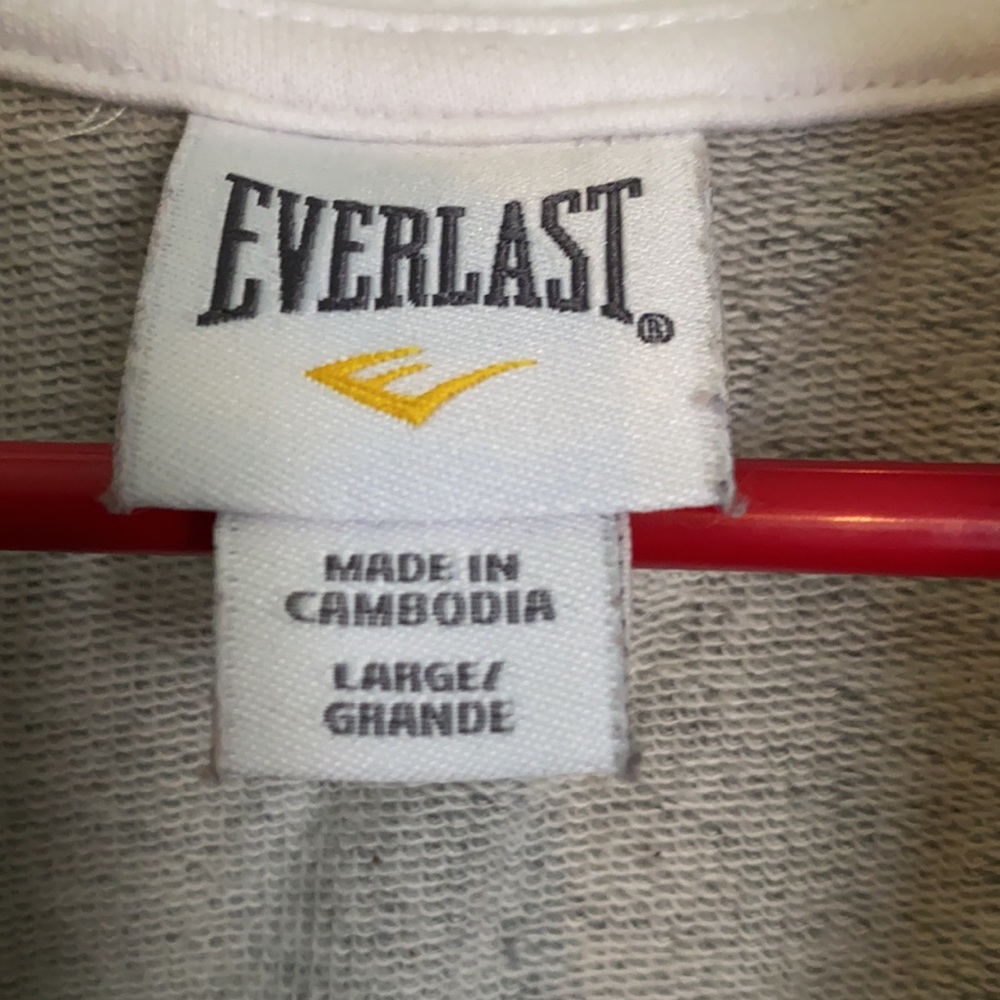 EVERLAST®
MADE IN
CAMBODIA
LARGE/
GRANDE